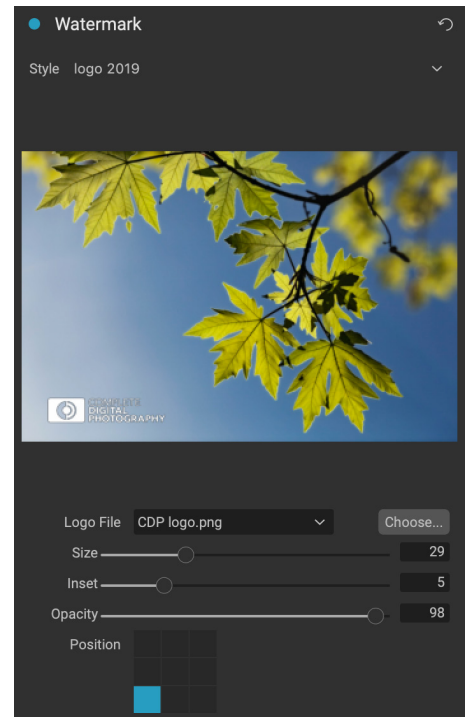 Watermark
Style logo 2019
COMPLETE
DIGITAL
PHOTOGRAPHY
Logo File CDP logo.png Choose...
Size 29
Inset 5
Opacity 98
Position